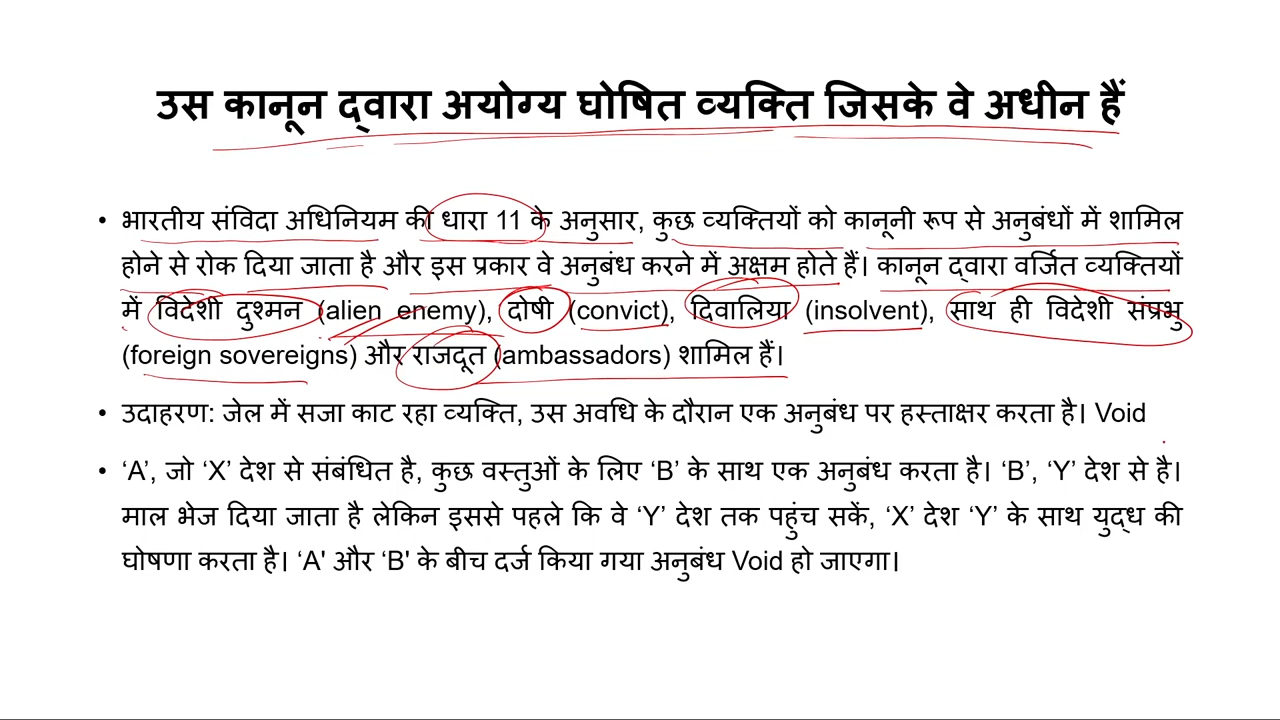 उस कानून द्वारा अयोग्य घोषित व्यक्ति जिसके वे अधीन हैं
• भारतीय संविदा अधिनियम की धारा 11 के अनुसार, कुछ व्यक्तियों को कानूनी रूप से अनुबंधों में शामिल
होने से रोक दिया जाता है और इस प्रकार वे अनुबंध करने में अक्षम होते हैं। कानून द्वारा वर्जित व्यक्तियों
में विदेशी दुश्मन (alien enemy), दोषी (convict), दिवालिया (insolvent), साथ ही विदेशी संप्रभु
(foreign sovereigns) और राजदूत (ambassadors) शामिल हैं।
• उदाहरण: जेल में सजा काट रहा व्यक्ति, उस अवधि के दौरान एक अनुबंध पर हस्ताक्षर करता है। Void
• ‘A’, जो ‘X’ देश से संबंधित है, कुछ वस्तुओं के लिए ‘B’ के साथ एक अनुबंध करता है। ‘B’, ‘Y’ देश से है।
माल भेज दिया जाता है लेकिन इससे पहले कि वे ‘Y’ देश तक पहुंच सकें, ‘X’ देश ‘Y’ के साथ युद्ध की
घोषणा करता है। ‘A' और ‘B' के बीच दर्ज किया गया अनुबंध Void हो जाएगा।